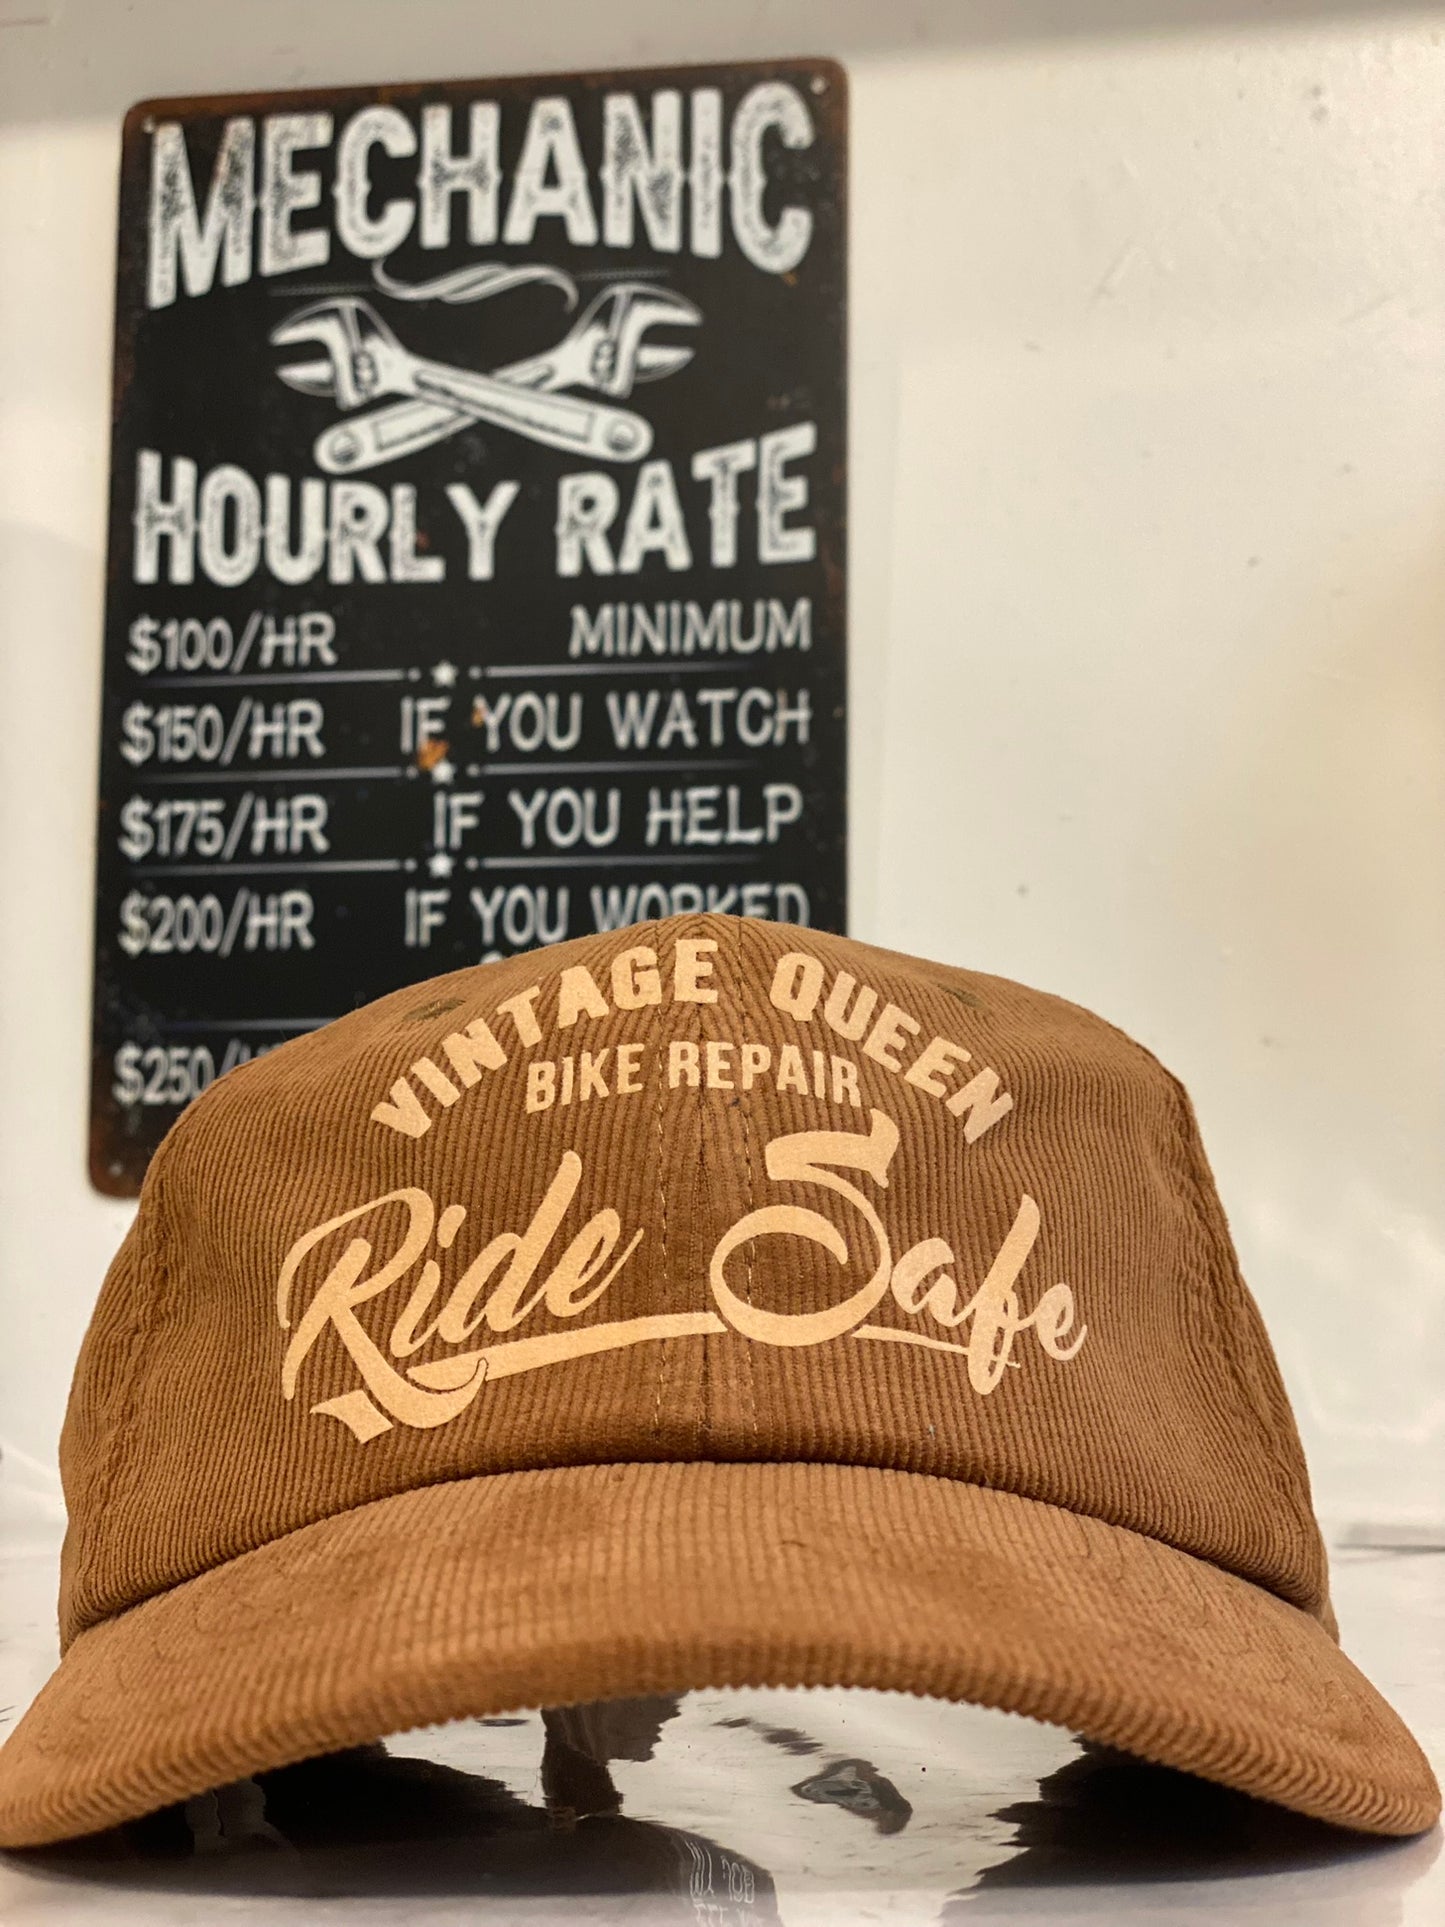 MECHANIC
HOURLY RATE
$100/HR MINIMUM
$150/HR IF YOU WATCH
$175/HR IF YOU HELP
$200/HR IF YOU WORKED
$250/
VINTAGE QUEEN
BIKE REPAIR
Ride Safe